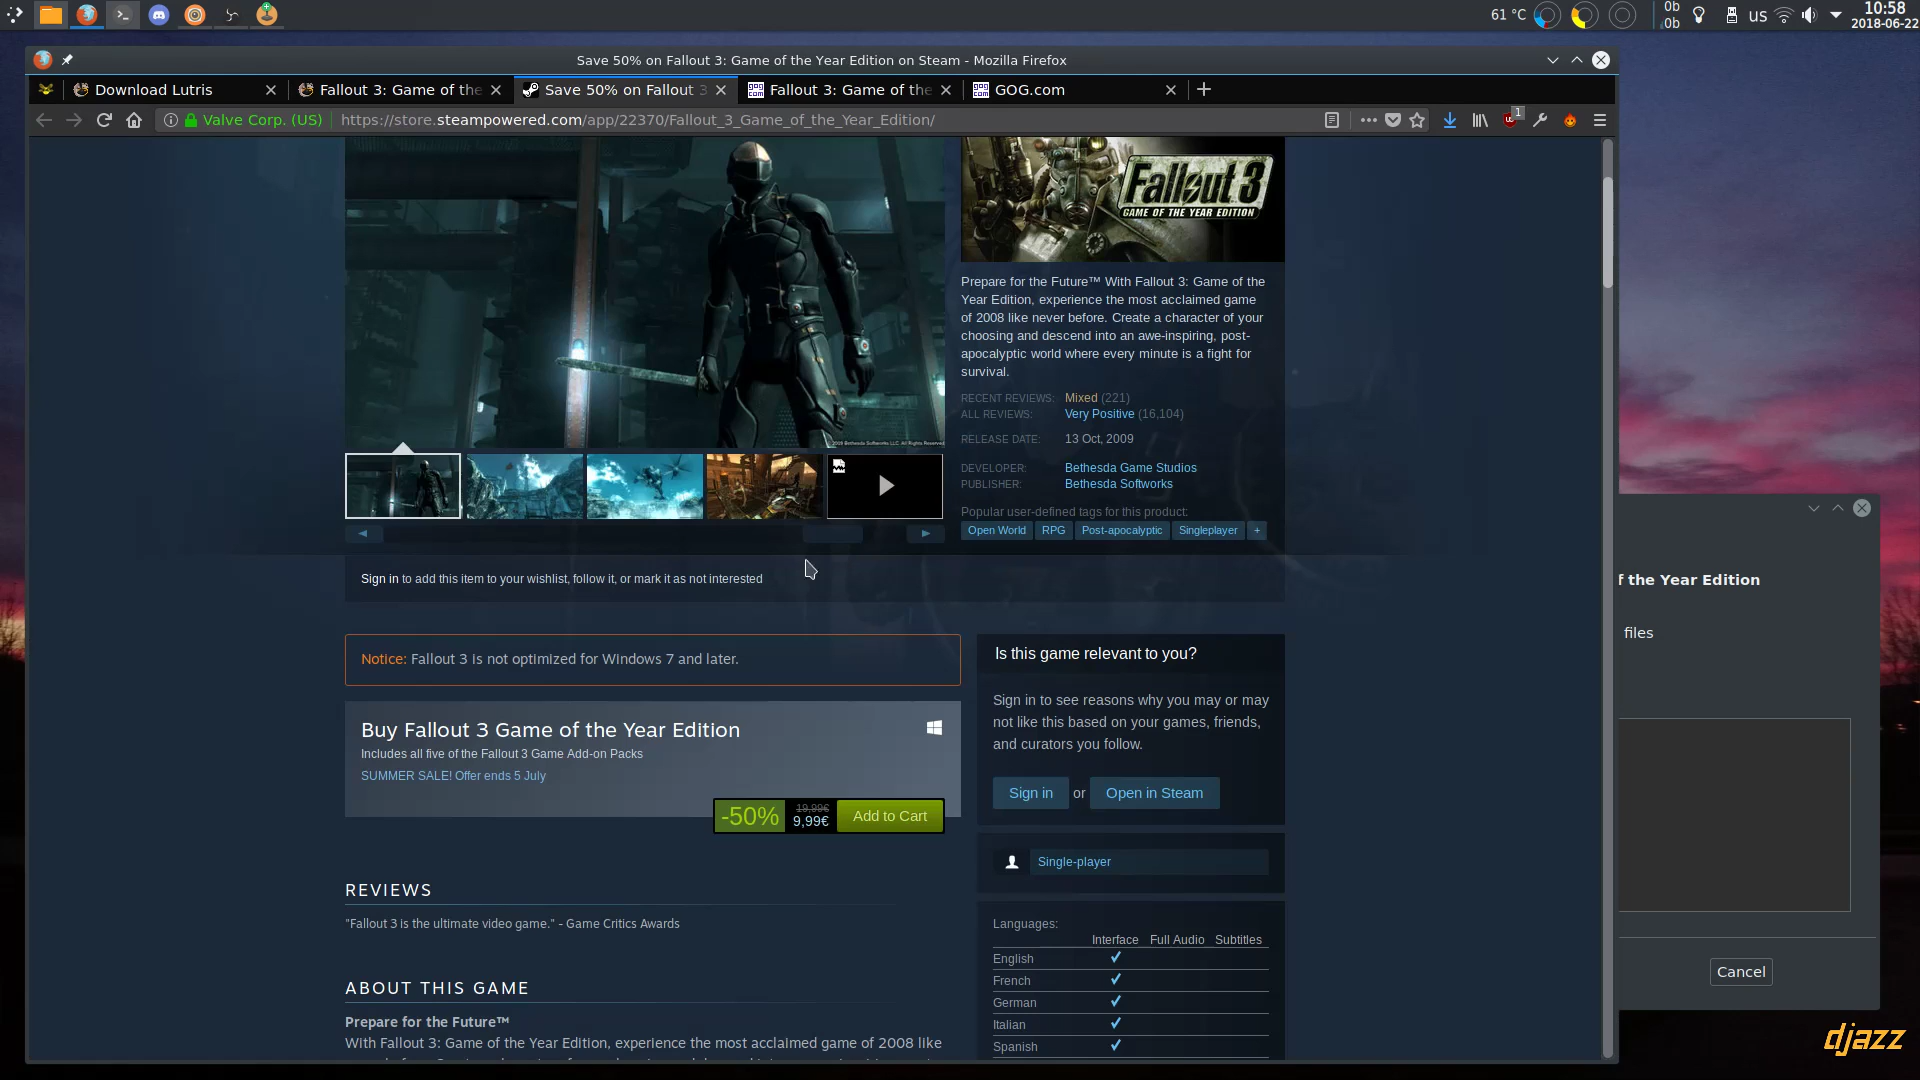 61 °C
0b
0b
us
10:58
2018-06-22
Save 50% on Fallout 3: Game of the Year Edition on Steam - Mozilla Firefox
Download Lutris
Fallout 3: Game of the
Save 50% on Fallout 3
Fallout 3: Game of the
GOG.com
Valve Corp. (US)
https://store.steampowered.com/app/22370/Fallout_3_Game_of_the_Year_Edition/
1
Fallout 3
GAME OF THE YEAR EDITION
Prepare for the Future™ With Fallout 3: Game of the
Year Edition, experience the most acclaimed game
of 2008 like never before. Create a character of your
choosing and descend into an awe-inspiring, post-
apocalyptic world where every minute is a fight for
survival.
RECENT REVIEWS: Mixed (221)
ALL REVIEWS: Very Positive (16,104)
RELEASE DATE: 13 Oct, 2009
DEVELOPER: Bethesda Game Studios
PUBLISHER: Bethesda Softworks
Popular user-defined tags for this product:
Open World RPG Post-apocalyptic Singleplayer +
Sign in to add this item to your wishlist, follow it, or mark it as not interested
Notice: Fallout 3 is not optimized for Windows 7 and later.
Buy Fallout 3 Game of the Year Edition
Includes all five of the Fallout 3 Game Add-on Packs
SUMMER SALE! Offer ends 5 July
-50%
19,99€
9,99€
Add to Cart
REVIEWS
"Fallout 3 is the ultimate video game." - Game Critics Awards
ABOUT THIS GAME
Prepare for the Future™
With Fallout 3: Game of the Year Edition, experience the most acclaimed game of 2008 like
Is this game relevant to you?
Sign in to see reasons why you may or may
not like this based on your games, friends,
and curators you follow.
Sign in or Open in Steam
Single-player
Languages:
Interface Full Audio Subtitles
English
French
German
Italian
Spanish
f the Year Edition
files
Cancel
djazz